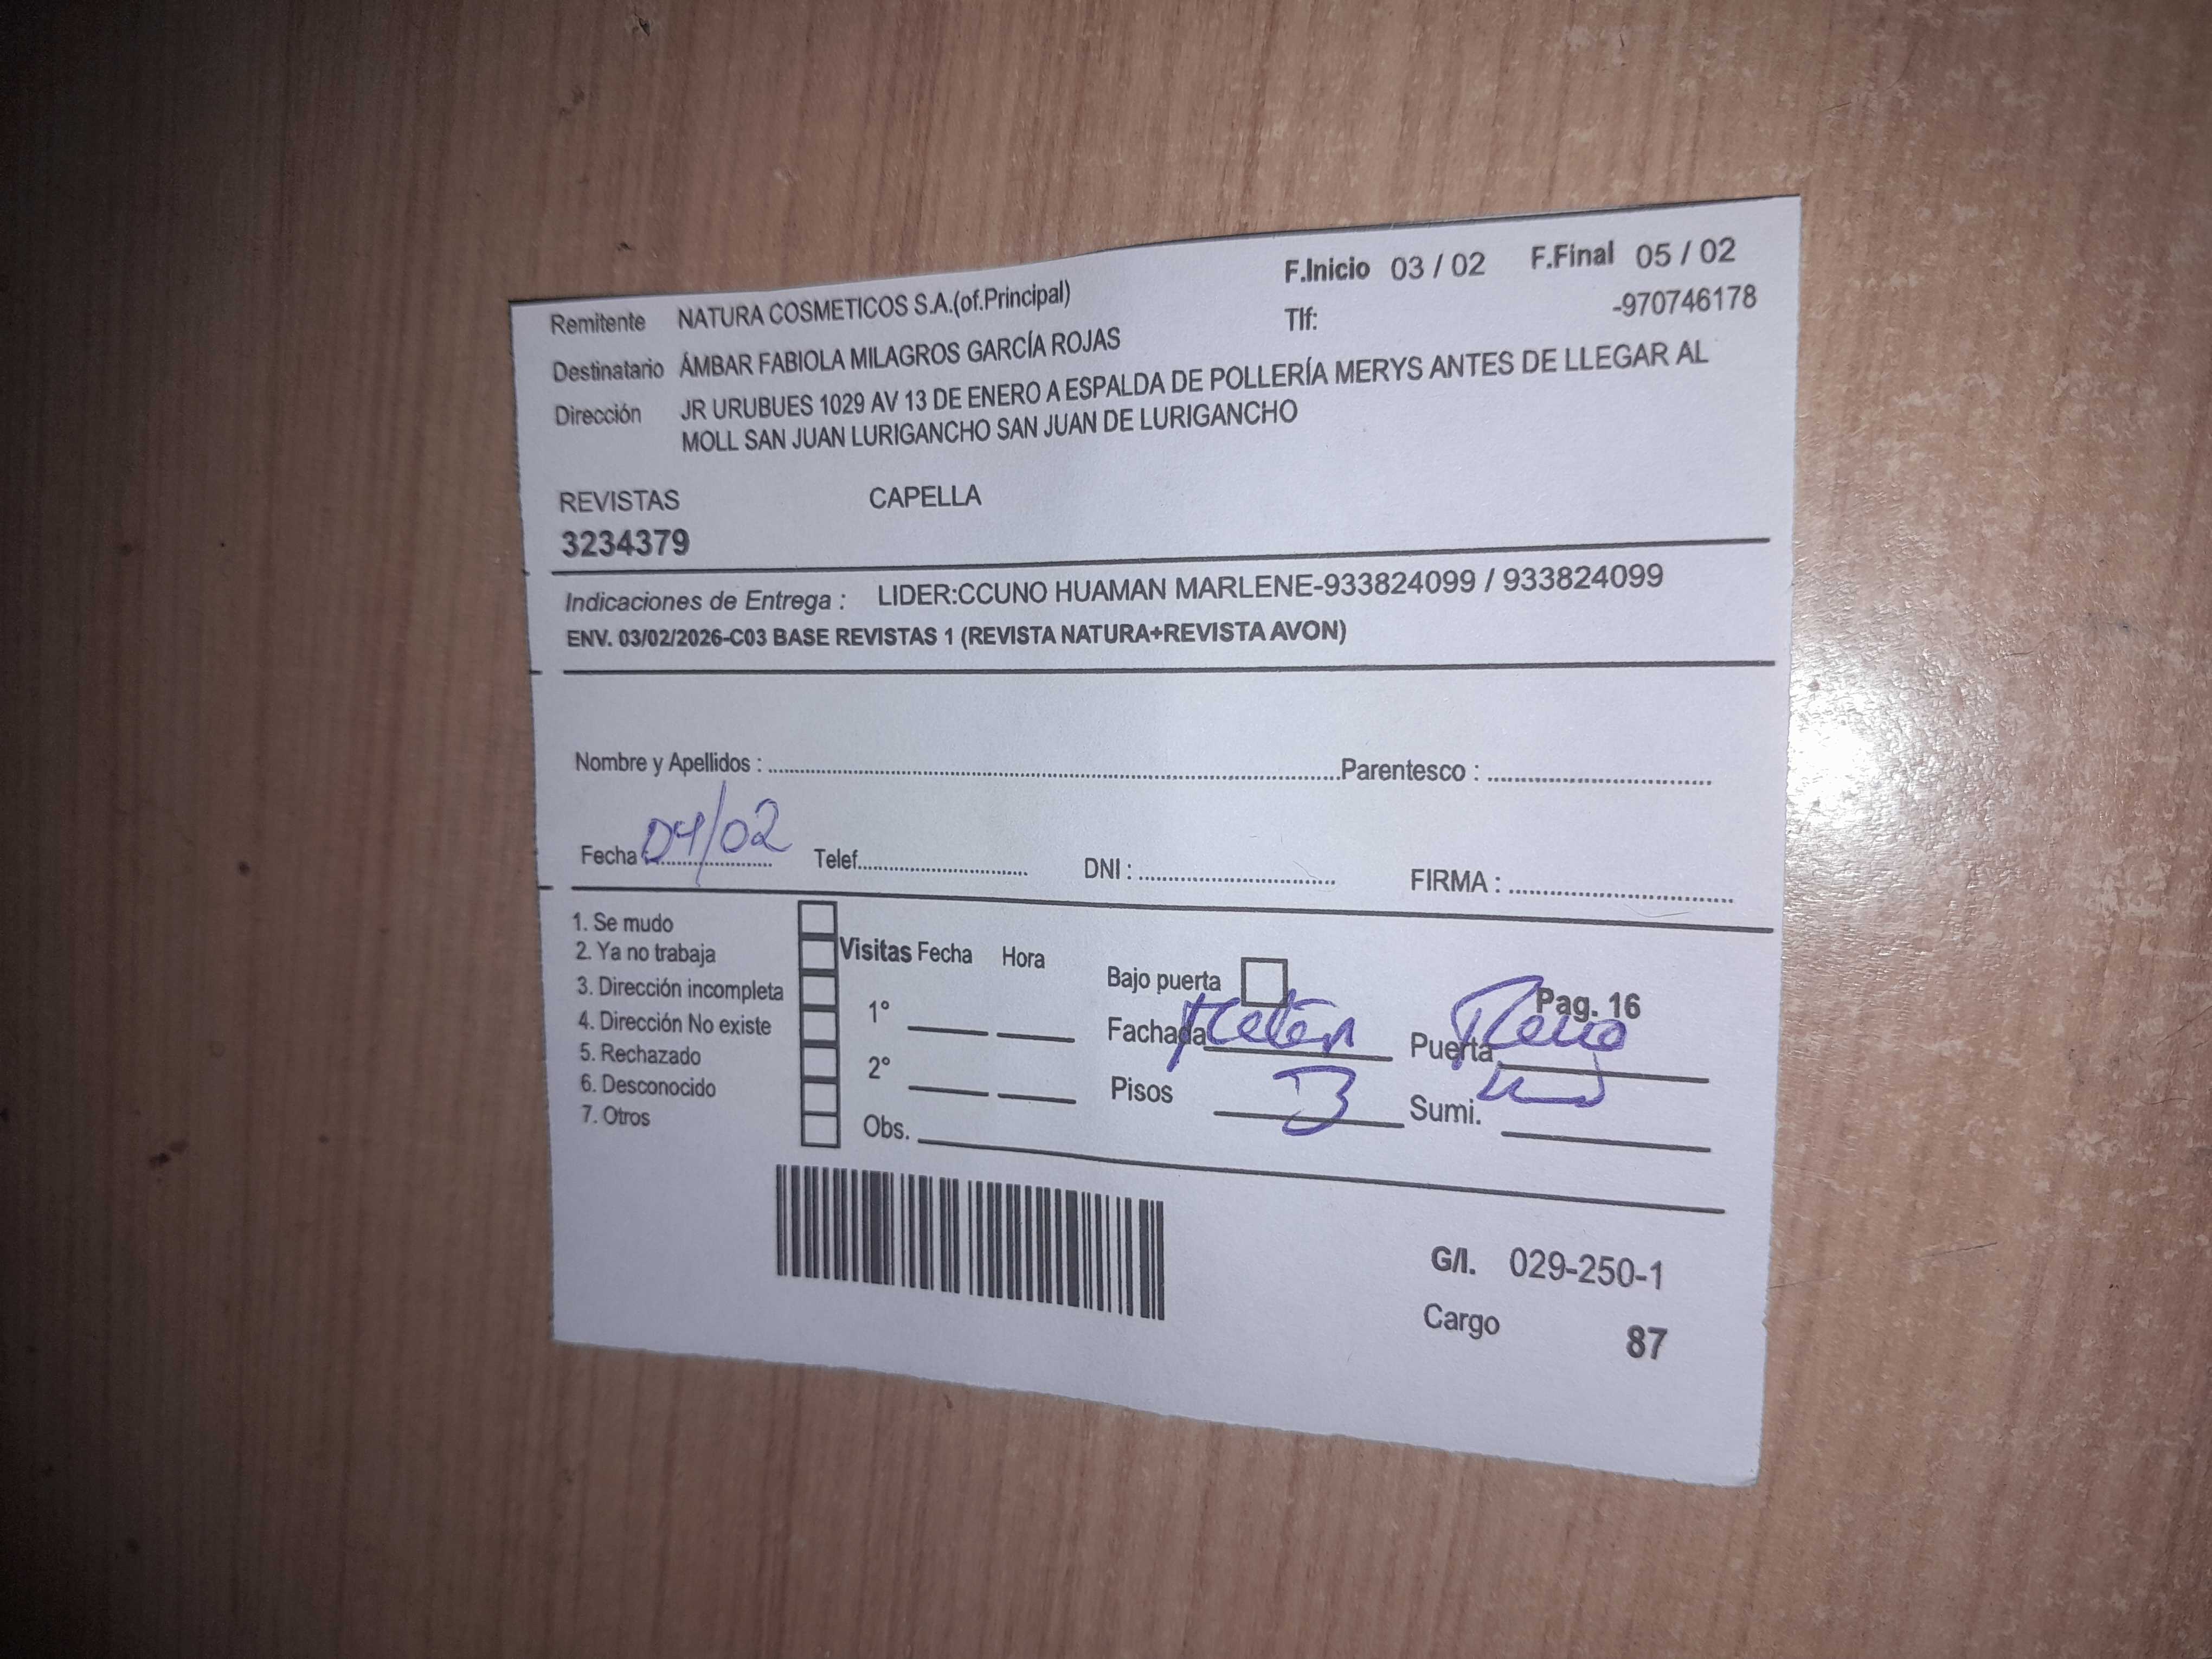 F.Inicio 03 / 02 F.Final 05 / 02
Remitente NATURA COSMETICOS S.A.(of.Principal) Tlf: -970746178
Destinatario ÁMBAR FABIOLA MILAGROS GARCÍA ROJAS
Dirección JR URUBUES 1029 AV 13 DE ENERO A ESPALDA DE POLLERÍA MERYS ANTES DE LLEGAR AL
MOLL SAN JUAN LURIGANCHO SAN JUAN DE LURIGANCHO
REVISTAS CAPELLA
3234379
Indicaciones de Entrega : LIDER:CCUNO HUAMAN MARLENE-933824099 / 933824099
ENV. 03/02/2026-C03 BASE REVISTAS 1 (REVISTA NATURA+REVISTA AVON)
Nombre y Apellidos : Parentesco :
Fecha 04/02 Telef. DNI : FIRMA :
1. Se mudo
2. Ya no trabaja
3. Dirección incompleta
4. Dirección No existe
5. Rechazado
6. Desconocido
7. Otros
Visitas Fecha Hora
1°
2°
Obs.
Bajo puerta
Fachada
Pisos 3
Pag. 16
Puerta
Sumi.
G/I. 029-250-1
Cargo 87